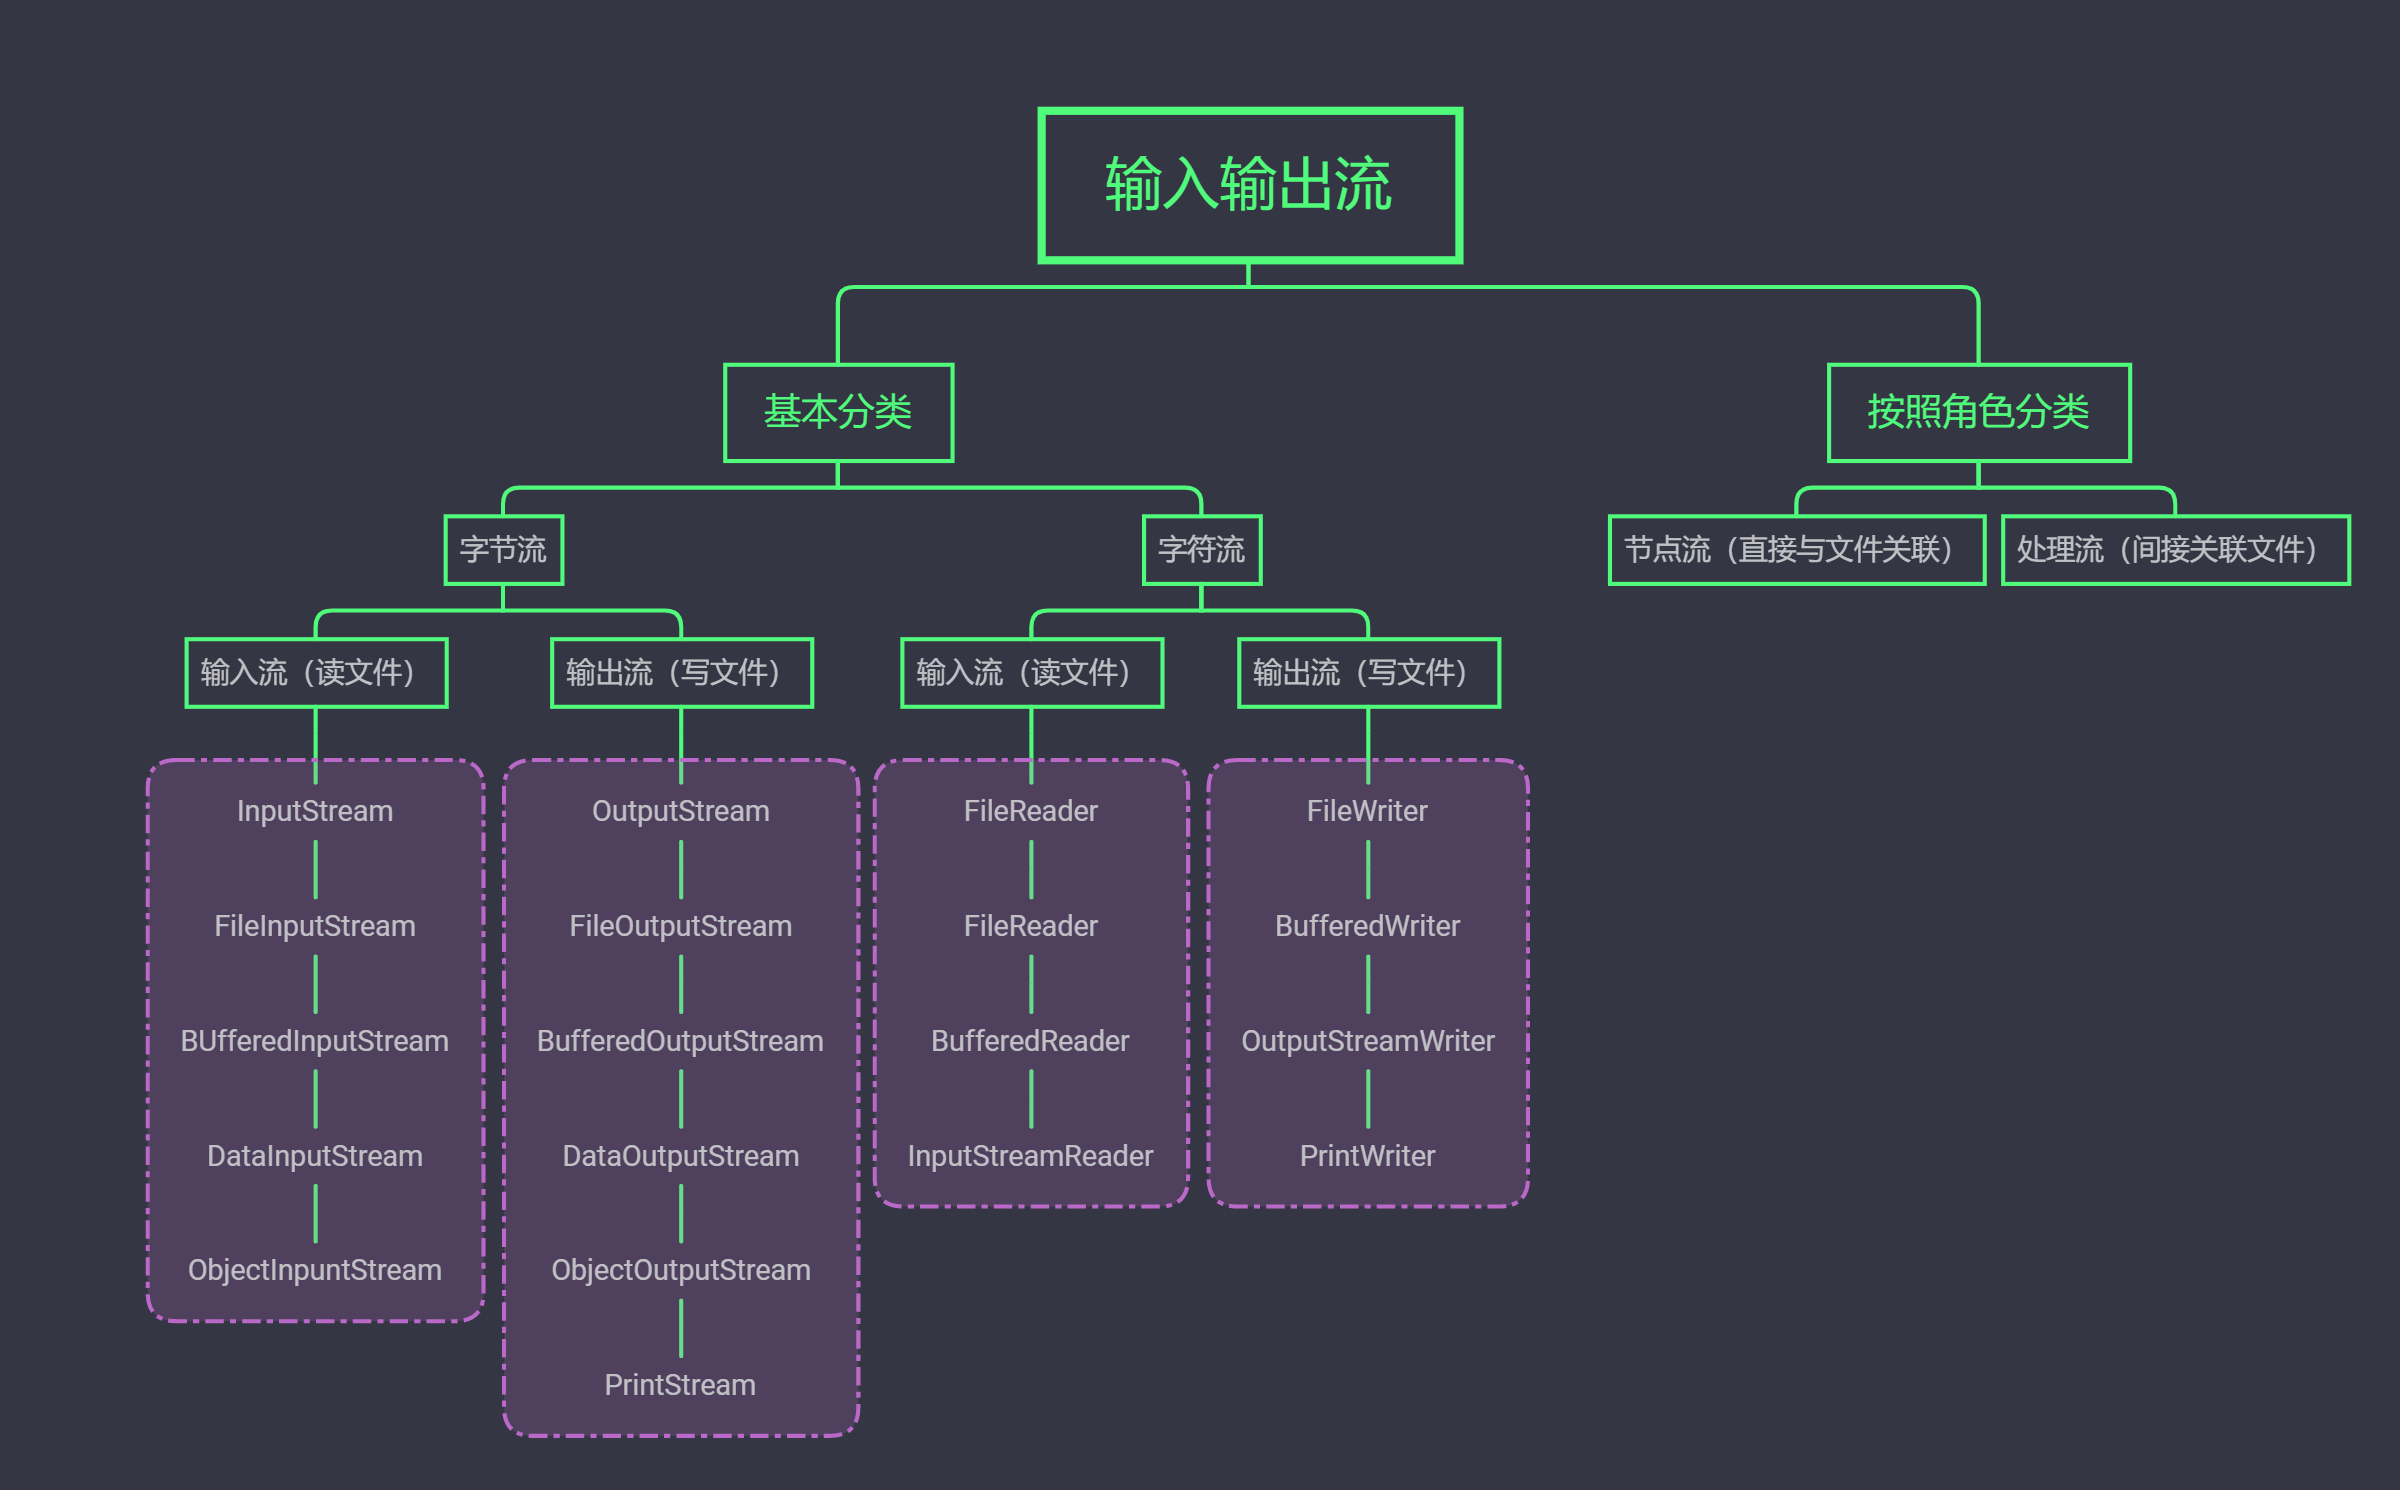 输入输出流
基本分类
按照角色分类
字节流
字符流
节点流（直接与文件关联）
处理流（间接关联文件）
输入流（读文件）
输出流（写文件）
输入流（读文件）
输出流（写文件）
InputStream
FileInputStream
BUfferedInputStream
DataInputStream
ObjectInpuntStream
OutputStream
FileOutputStream
BufferedOutputStream
DataOutputStream
ObjectOutputStream
PrintStream
FileReader
FileReader
BufferedReader
InputStreamReader
FileWriter
BufferedWriter
OutputStreamWriter
PrintWriter